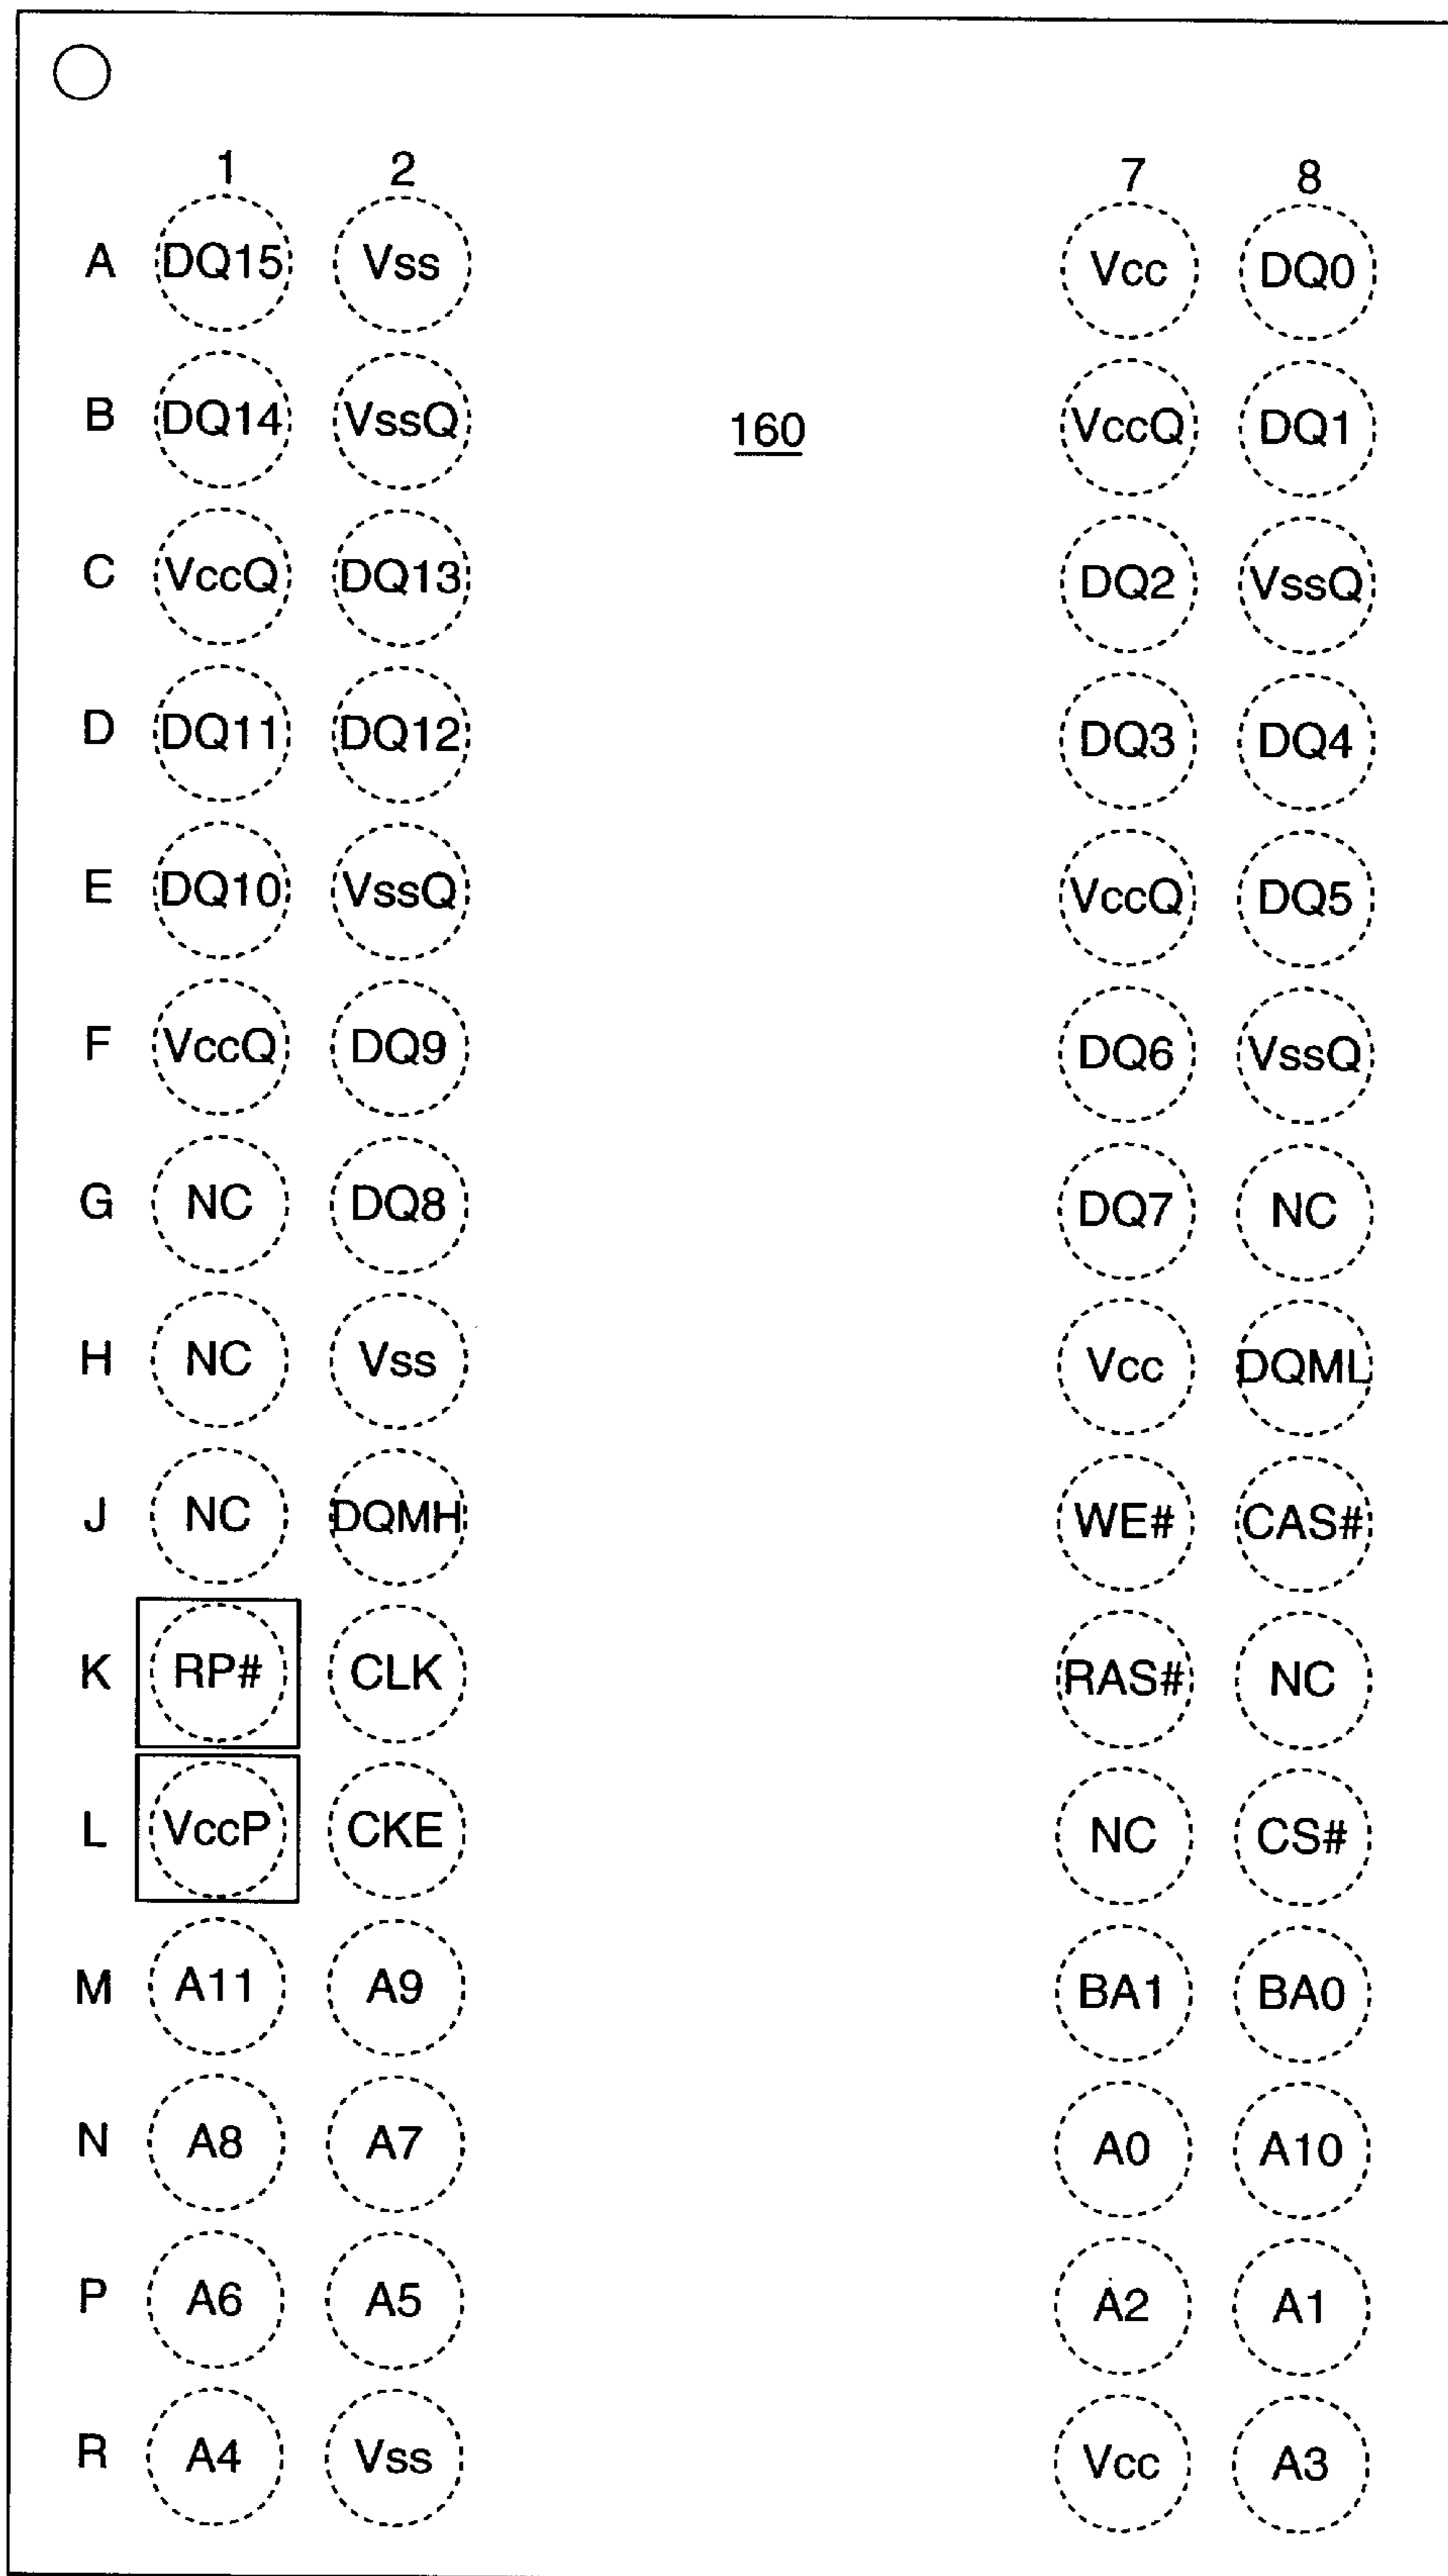 1 2 7 8
A DQ15 Vss Vcc DQ0
B DQ14 VssQ 160 VccQ DQ1
C VccQ DQ13 DQ2 VssQ
D DQ11 DQ12 DQ3 DQ4
E DQ10 VssQ VccQ DQ5
F VccQ DQ9 DQ6 VssQ
G NC DQ8 DQ7 NC
H NC Vss Vcc DQML
J NC DQMH WE# CAS#
K RP# CLK RAS# NC
L VccP CKE NC CS#
M A11 A9 BA1 BA0
N A8 A7 A0 A10
P A6 A5 A2 A1
R A4 Vss Vcc A3